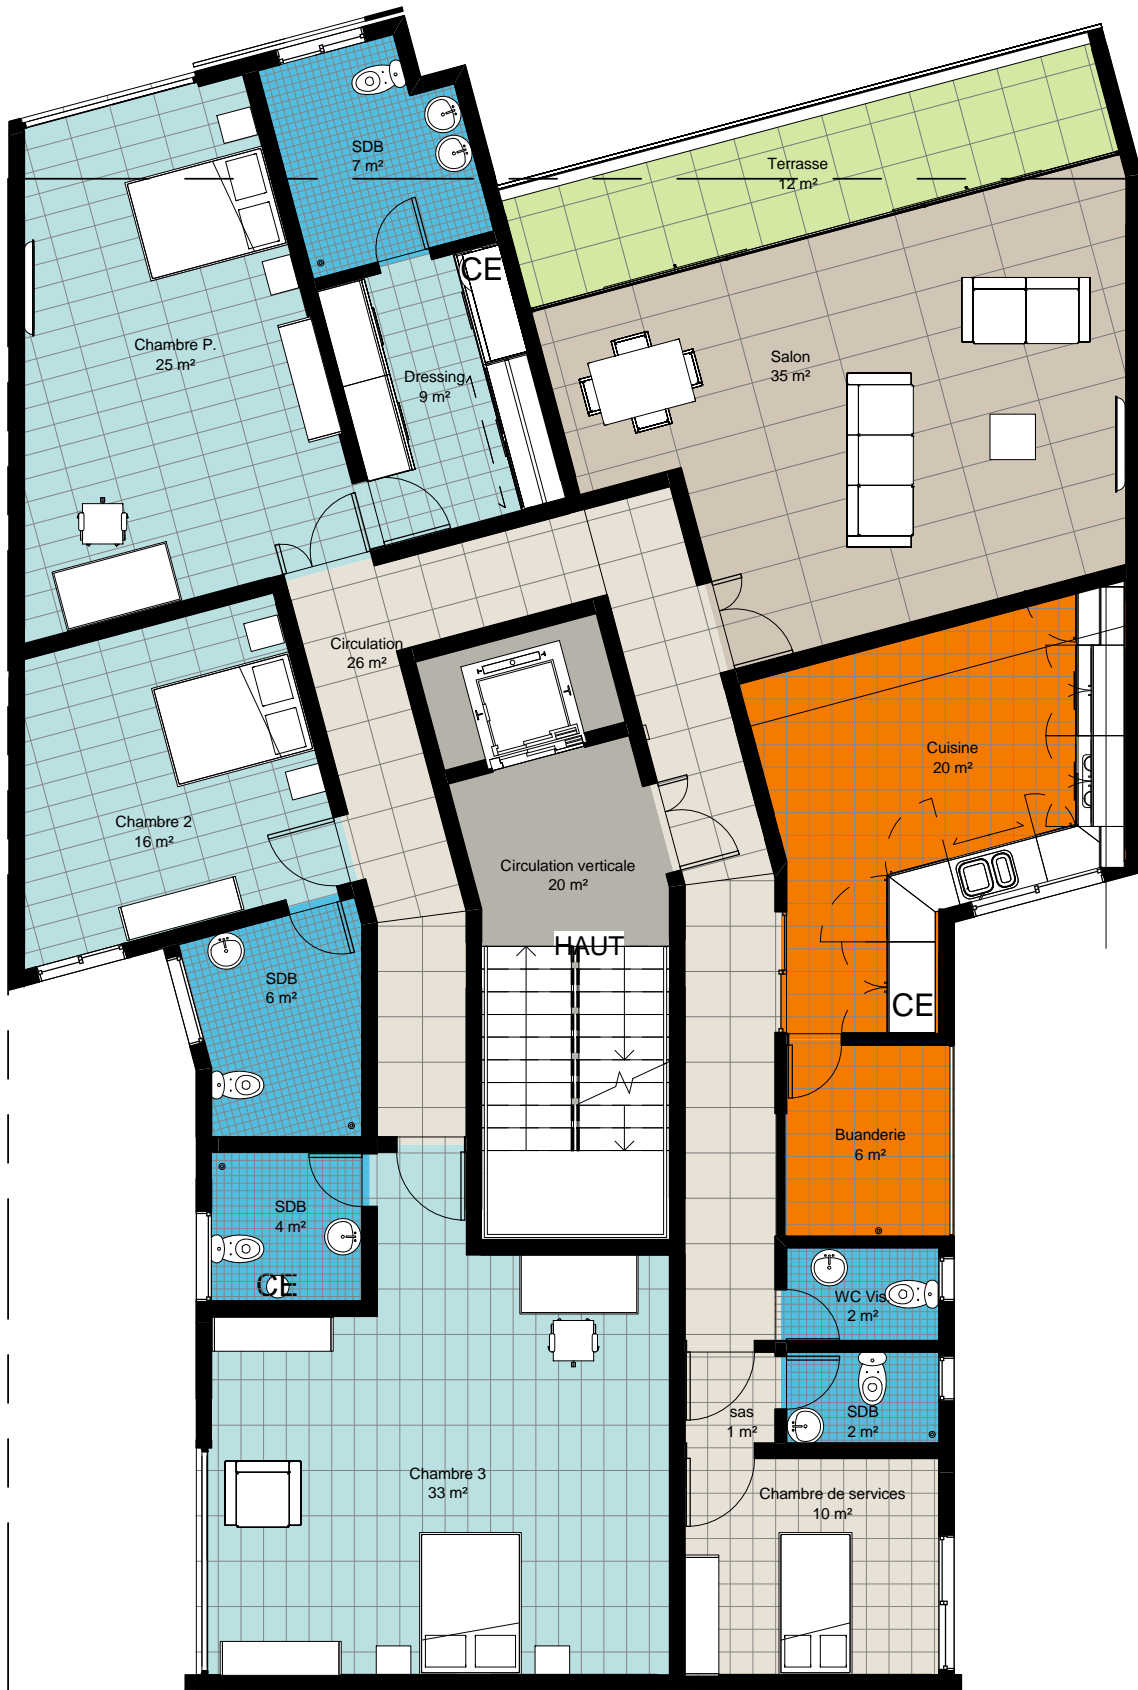 SDB
7 m²
Terrasse
12 m²
CE
Chambre P.
25 m²
Salon
35 m²
Dressing
9 m²
Circulation
26 m²
Cuisine
20 m²
Chambre 2
16 m²
Circulation verticale
20 m²
HAUT
SDB
6 m²
CE
Buanderie
6 m²
SDB
4 m²
CE
WC Vis.
2 m²
sas
1 m²
SDB
2 m²
Chambre 3
33 m²
Chambre de services
10 m²